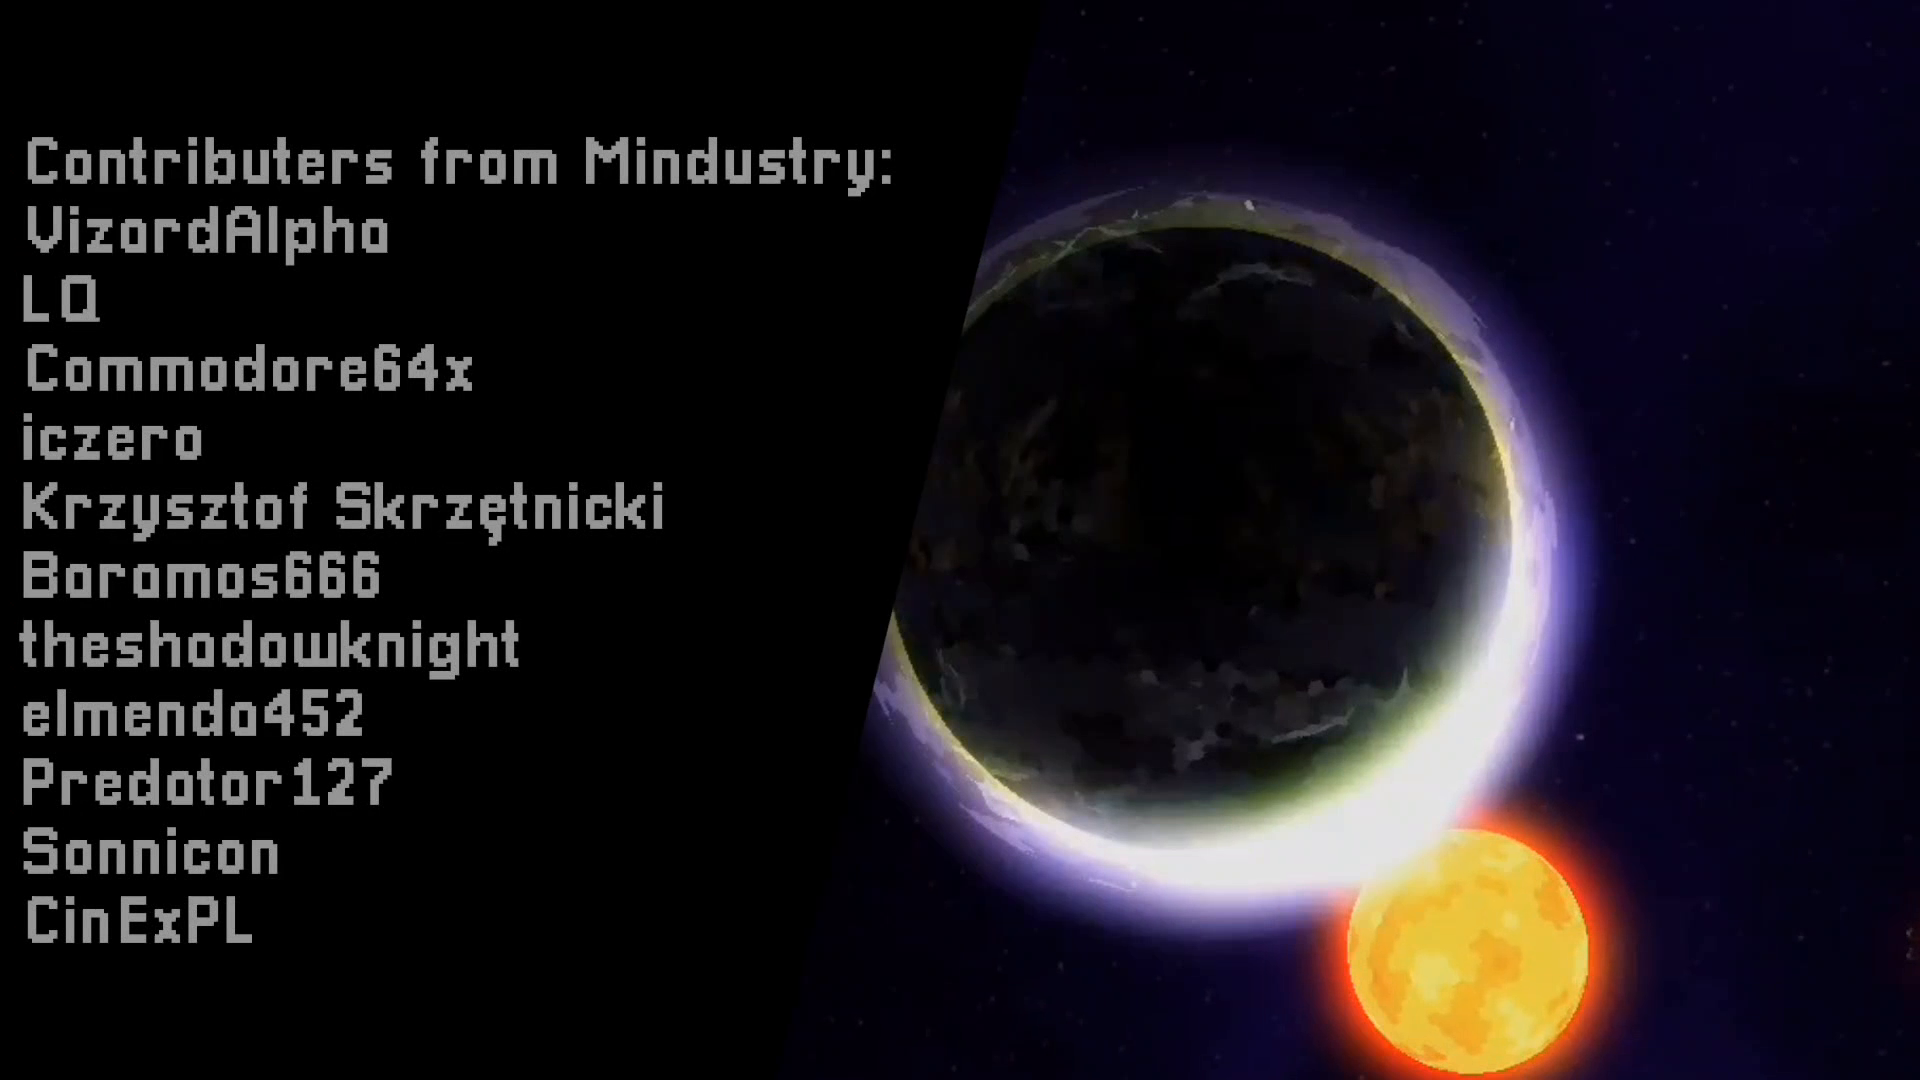 Contributers from Mindustry:
VizardAlpha
LQ
Commodore64x
iczero
Krzysztof Skrzętnicki
Baramos666
theshadowknight
elmenda452
Predator127
Sonnicon
CinExPL